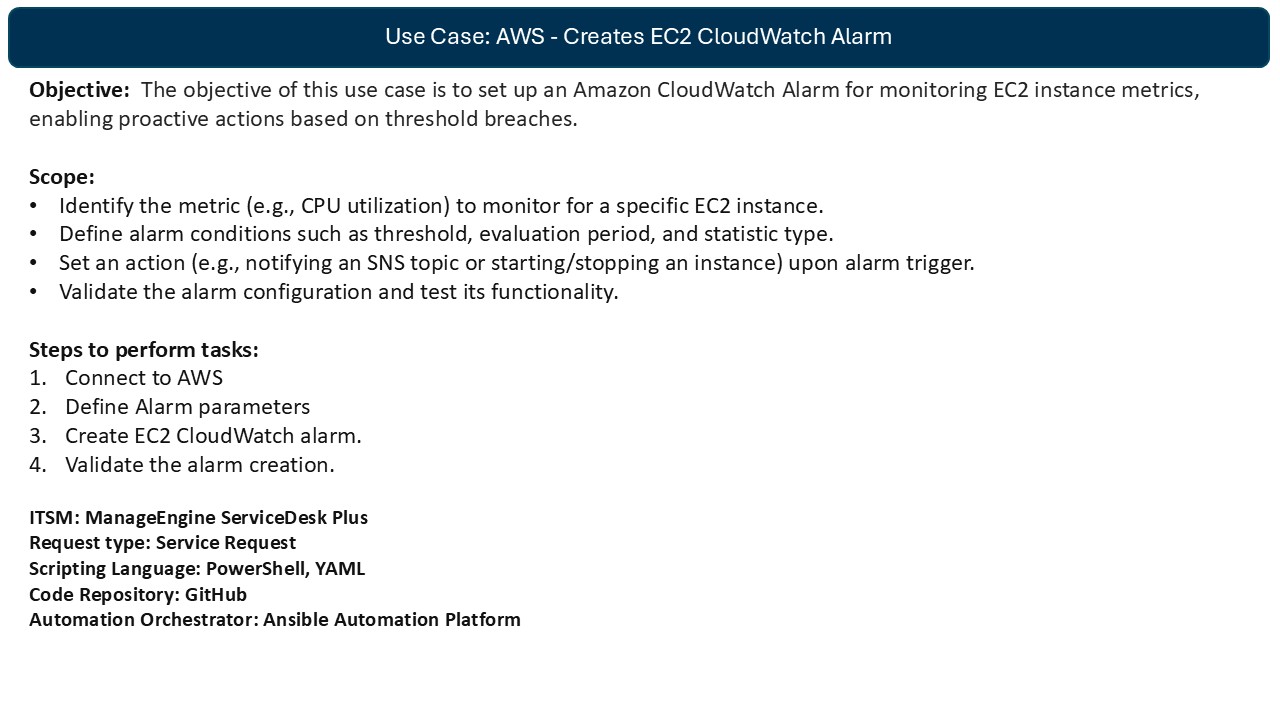 Use Case: AWS - Creates EC2 CloudWatch Alarm
Objective: The objective of this use case is to set up an Amazon CloudWatch Alarm for monitoring EC2 instance metrics,
enabling proactive actions based on threshold breaches.
Scope:
• Identify the metric (e.g., CPU utilization) to monitor for a specific EC2 instance.
• Define alarm conditions such as threshold, evaluation period, and statistic type.
• Set an action (e.g., notifying an SNS topic or starting/stopping an instance) upon alarm trigger.
• Validate the alarm configuration and test its functionality.
Steps to perform tasks:
1. Connect to AWS
2. Define Alarm parameters
3. Create EC2 CloudWatch alarm.
4. Validate the alarm creation.
ITSM: ManageEngine ServiceDesk Plus
Request type: Service Request
Scripting Language: PowerShell, YAML
Code Repository: GitHub
Automation Orchestrator: Ansible Automation Platform